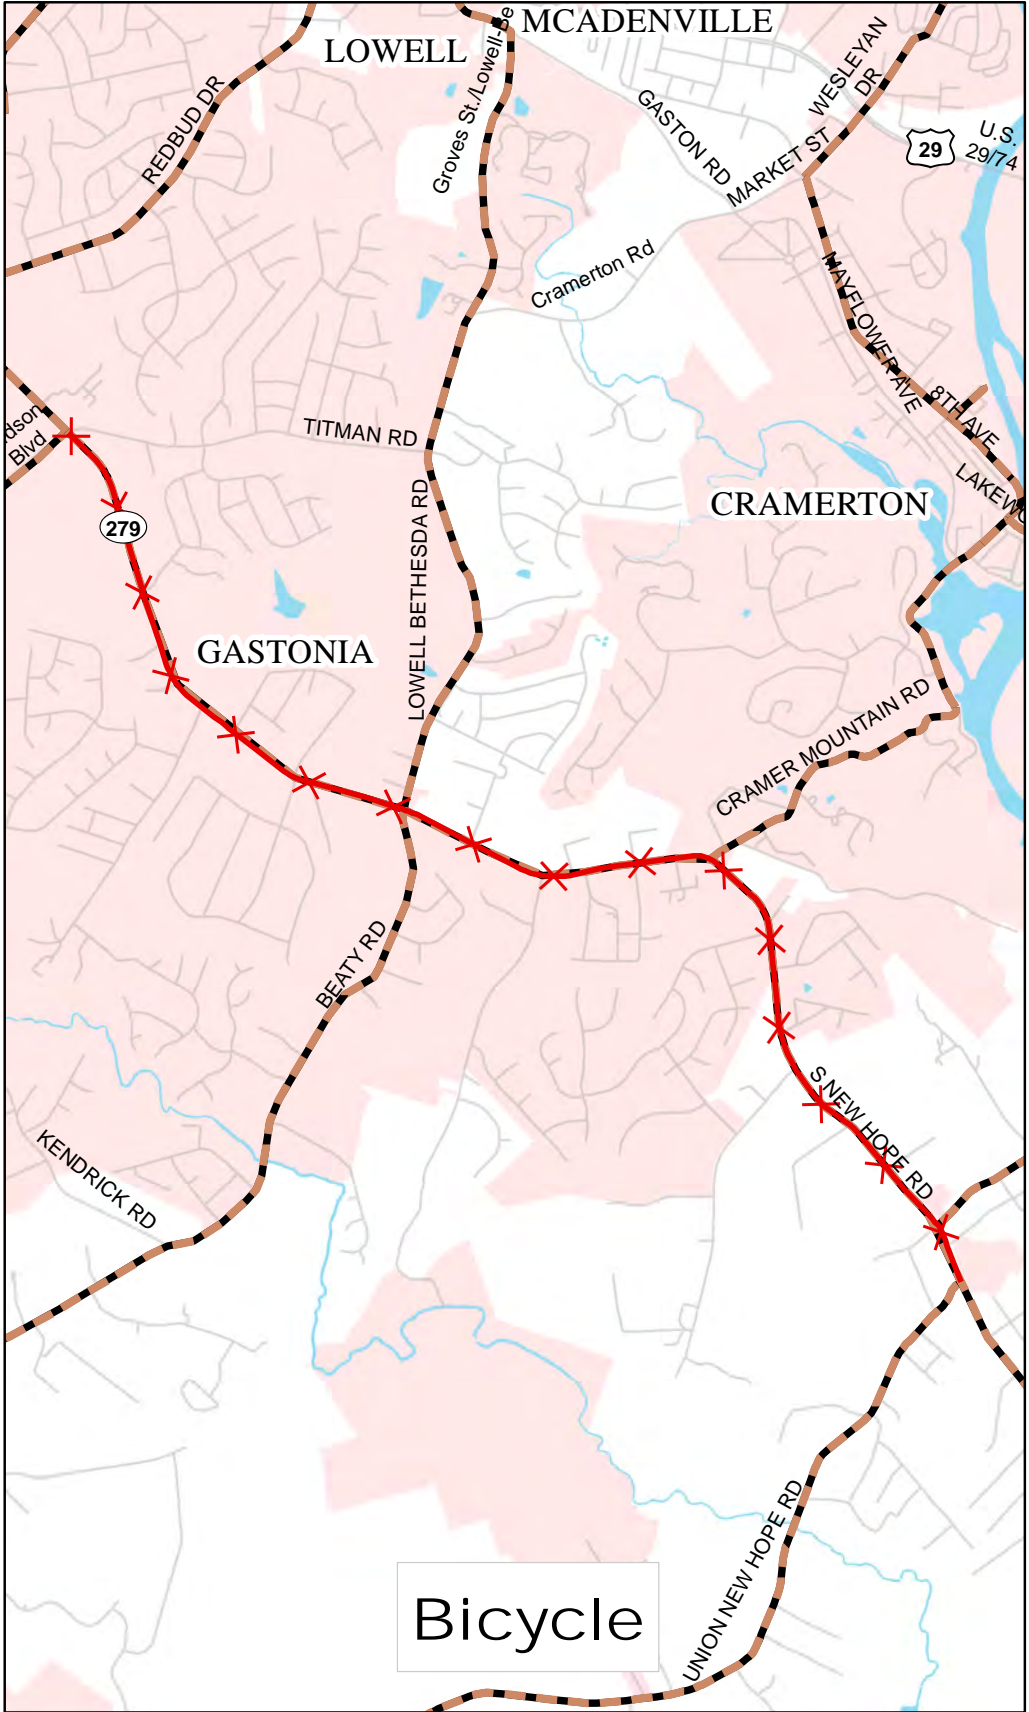 MCADENVILLE
LOWELL
WESLEYAN
DR
Groves St./Lowell-Be
GASTON RD
REDBUD DR
MARKET ST
29
U.S.
29/74
Cramerton Rd
MAYFLOWER AVE
8TH AVE
dson
Blvd
TITMAN RD
LAKEWO
CRAMERTON
279
LOWELL BETHESDA RD
GASTONIA
CRAMER MOUNTAIN RD
BEATY RD
S NEW HOPE RD
KENDRICK RD
UNION NEW HOPE RD
Bicycle